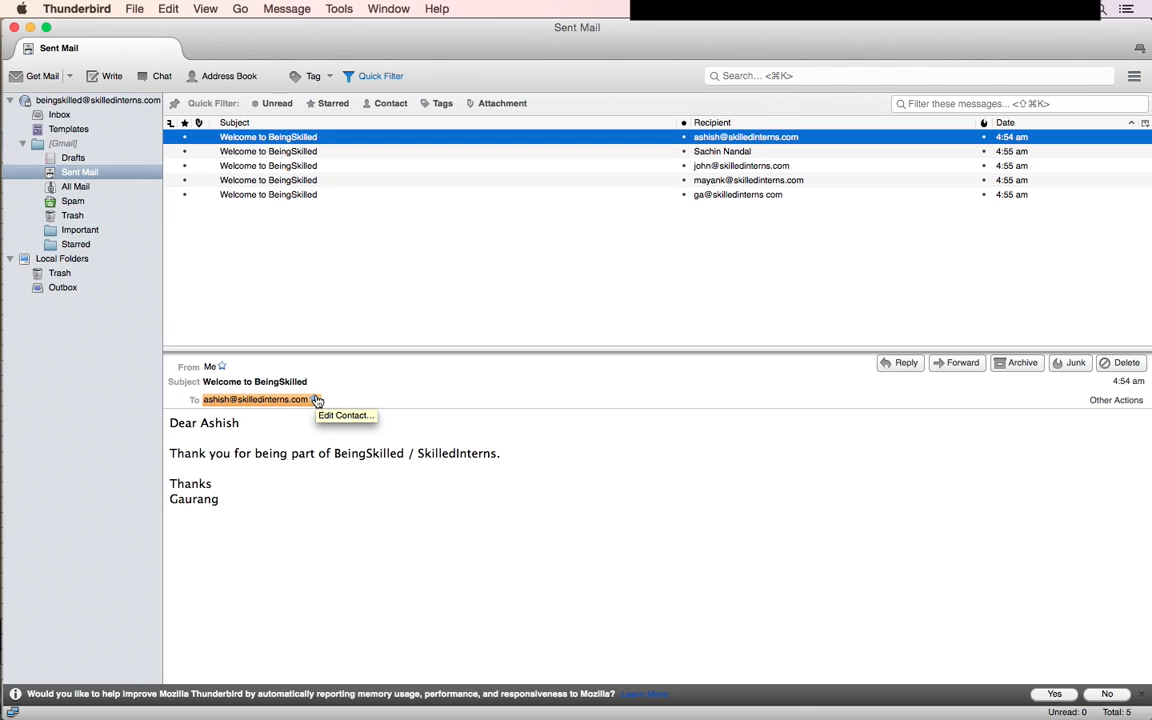 Thunderbird File Edit View Go Message Tools Window Help
Sent Mail
Sent Mail
Get Mail Write Chat Address Book Tag Quick Filter Search... <⌘K>
beingskilled@skilledinterns.com
Inbox
Templates
[Gmail]
Drafts
Sent Mail
All Mail
Spam
Trash
Important
Starred
Local Folders
Trash
Outbox
Quick Filter: Unread Starred Contact Tags Attachment Filter these messages... <⇧⌘K>
Subject Recipient Date
Welcome to BeingSkilled ashish@skilledinterns.com 4:54 am
Welcome to BeingSkilled Sachin Nandal 4:55 am
Welcome to BeingSkilled john@skilledinterns.com 4:55 am
Welcome to BeingSkilled mayank@skilledinterns.com 4:55 am
Welcome to BeingSkilled ga@skilledinterns com 4:55 am
From Me Reply Forward Archive Junk Delete
Subject Welcome to BeingSkilled 4:54 am
To ashish@skilledinterns.com Other Actions
Edit Contact...
Dear Ashish
Thank you for being part of BeingSkilled / SkilledInterns.
Thanks
Gaurang
Would you like to help improve Mozilla Thunderbird by automatically reporting memory usage, performance, and responsiveness to Mozilla? Learn More Yes No
Unread: 0 Total: 5